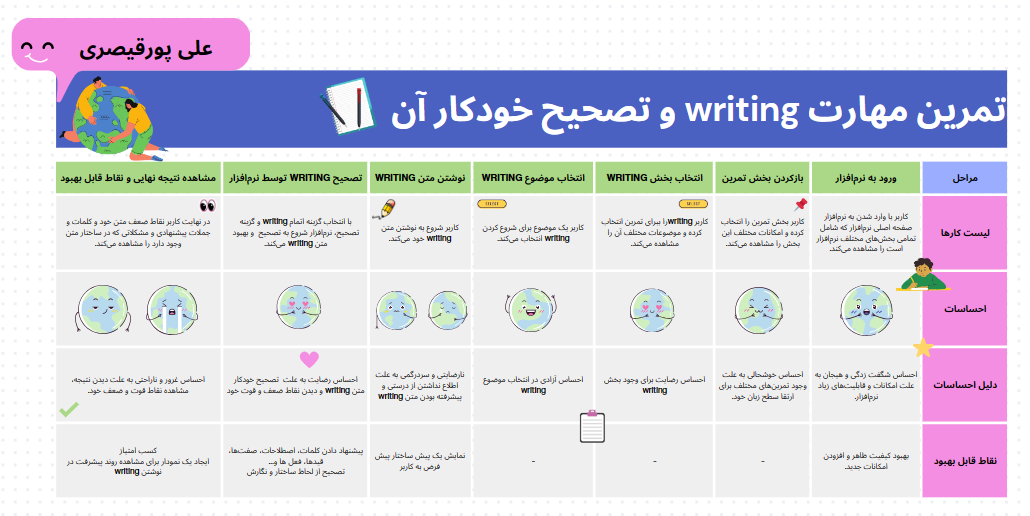 علی پورقیصری
تمرین مهارت writing و تصحیح خودکار آن
مراحل
ورود به نرم‌افزار
بازکردن بخش تمرین
انتخاب بخش WRITING
انتخاب موضوع WRITING
نوشتن متن WRITING
تصحیح WRITING توسط نرم‌افزار
مشاهده نتیجه نهایی و نقاط قابل بهبود
لیست کارها
کاربر با وارد شدن به نرم‌افزار
صفحه اصلی نرم‌افزار که شامل
تمامی بخش‌های مختلف نرم‌افزار
است را مشاهده می‌کند.
کاربر بخش تمرین را انتخاب
کرده و امکانات مختلف این
بخش را مشاهده می‌کند.
SELECT
کاربر writingرا برای تمرین انتخاب
کرده و موضوعات مختلف آن را
مشاهده می‌کند.
کاربر یک موضوع برای شروع کردن
writing انتخاب می‌کند.
کاربر شروع به نوشتن متن
writing خود می‌کند.
با انتخاب گزینه اتمام writing و گزینه
تصحیح، نرم‌افزار شروع به تصحیح و بهبود
متن writing می‌کند.
در نهایت کاربر نقاط ضعف متن خود و کلمات و
جملات پیشنهادی و مشکلاتی که در ساختار متن
وجود دارد را مشاهده می‌کند.
احساسات
دلیل احساسات
احساس شگفت زدگی و هیجان به
علت امکانات و قابلیت‌های زیاد
نرم‌افزار.
احساس خوشحالی به علت
وجود تمرین‌های مختلف برای
ارتقا سطح زبان خود.
احساس رضایت برای وجود بخش
writing
احساس آزادی در انتخاب موضوع
writing
نارضایتی و سردرگمی به علت
اطلاع نداشتن از درستی و
پیشرفته بودن متن writing
احساس رضایت به علت تصحیح خودکار
متن writing و دیدن نقاط ضعف و قوت خود
احساس غرور و ناراحتی به علت دیدن نتیجه،
مشاهده نقاط قوت و ضعف خود.
نقاط قابل بهبود
بهبود کیفیت ظاهر و افزودن
امکانات جدید.
-
-
-
نمایش یک پیش ساختار پیش
فرض به کاربر
پیشنهاد دادن کلمات، اصطلاحات، صفت‌ها،
قیدها، فعل ها و...
تصحیح از لحاظ ساختار و نگارش
کسب امتیاز
ایجاد یک نمودار برای مشاهده روند پیشرفت در
نوشتن writing